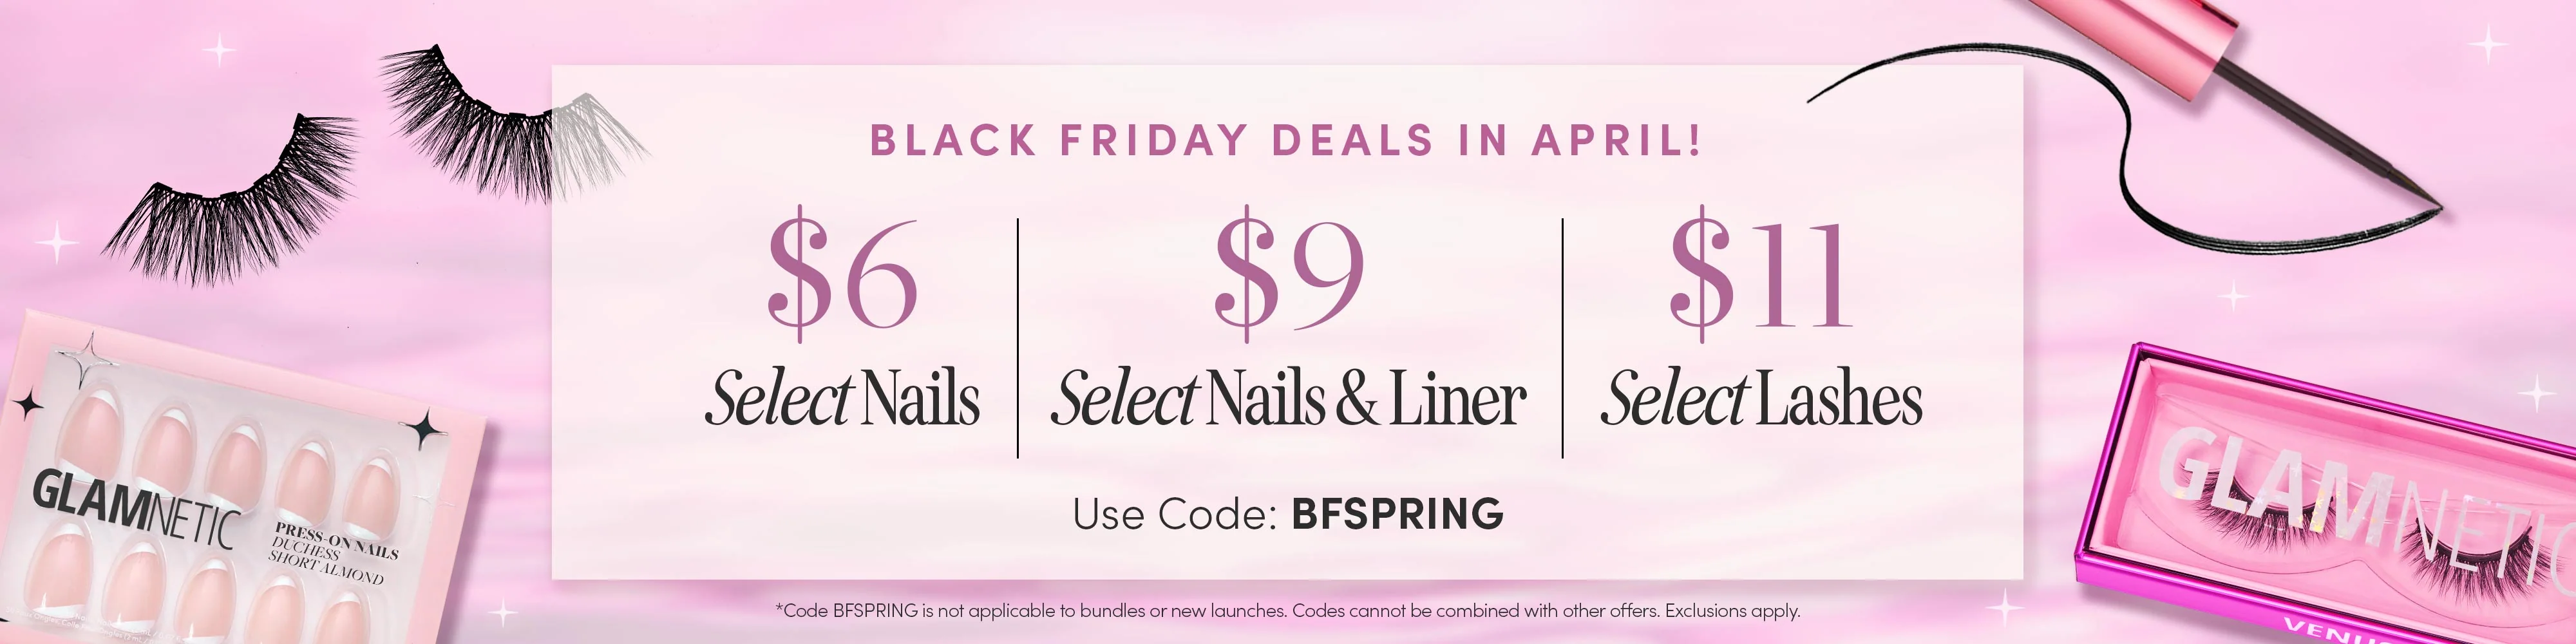 BLACK FRIDAY DEALS IN APRIL!
$6
Select Nails
$9
Select Nails & Liner
$11
Select Lashes
Use Code: BFSPRING
*Code BFSPRING is not applicable to bundles or new launches. Codes cannot be combined with other offers. Exclusions apply.
GLAMNETIC
PRESS-ON NAILS
DUCHESS
SHORT ALMOND
GLAMNETIC